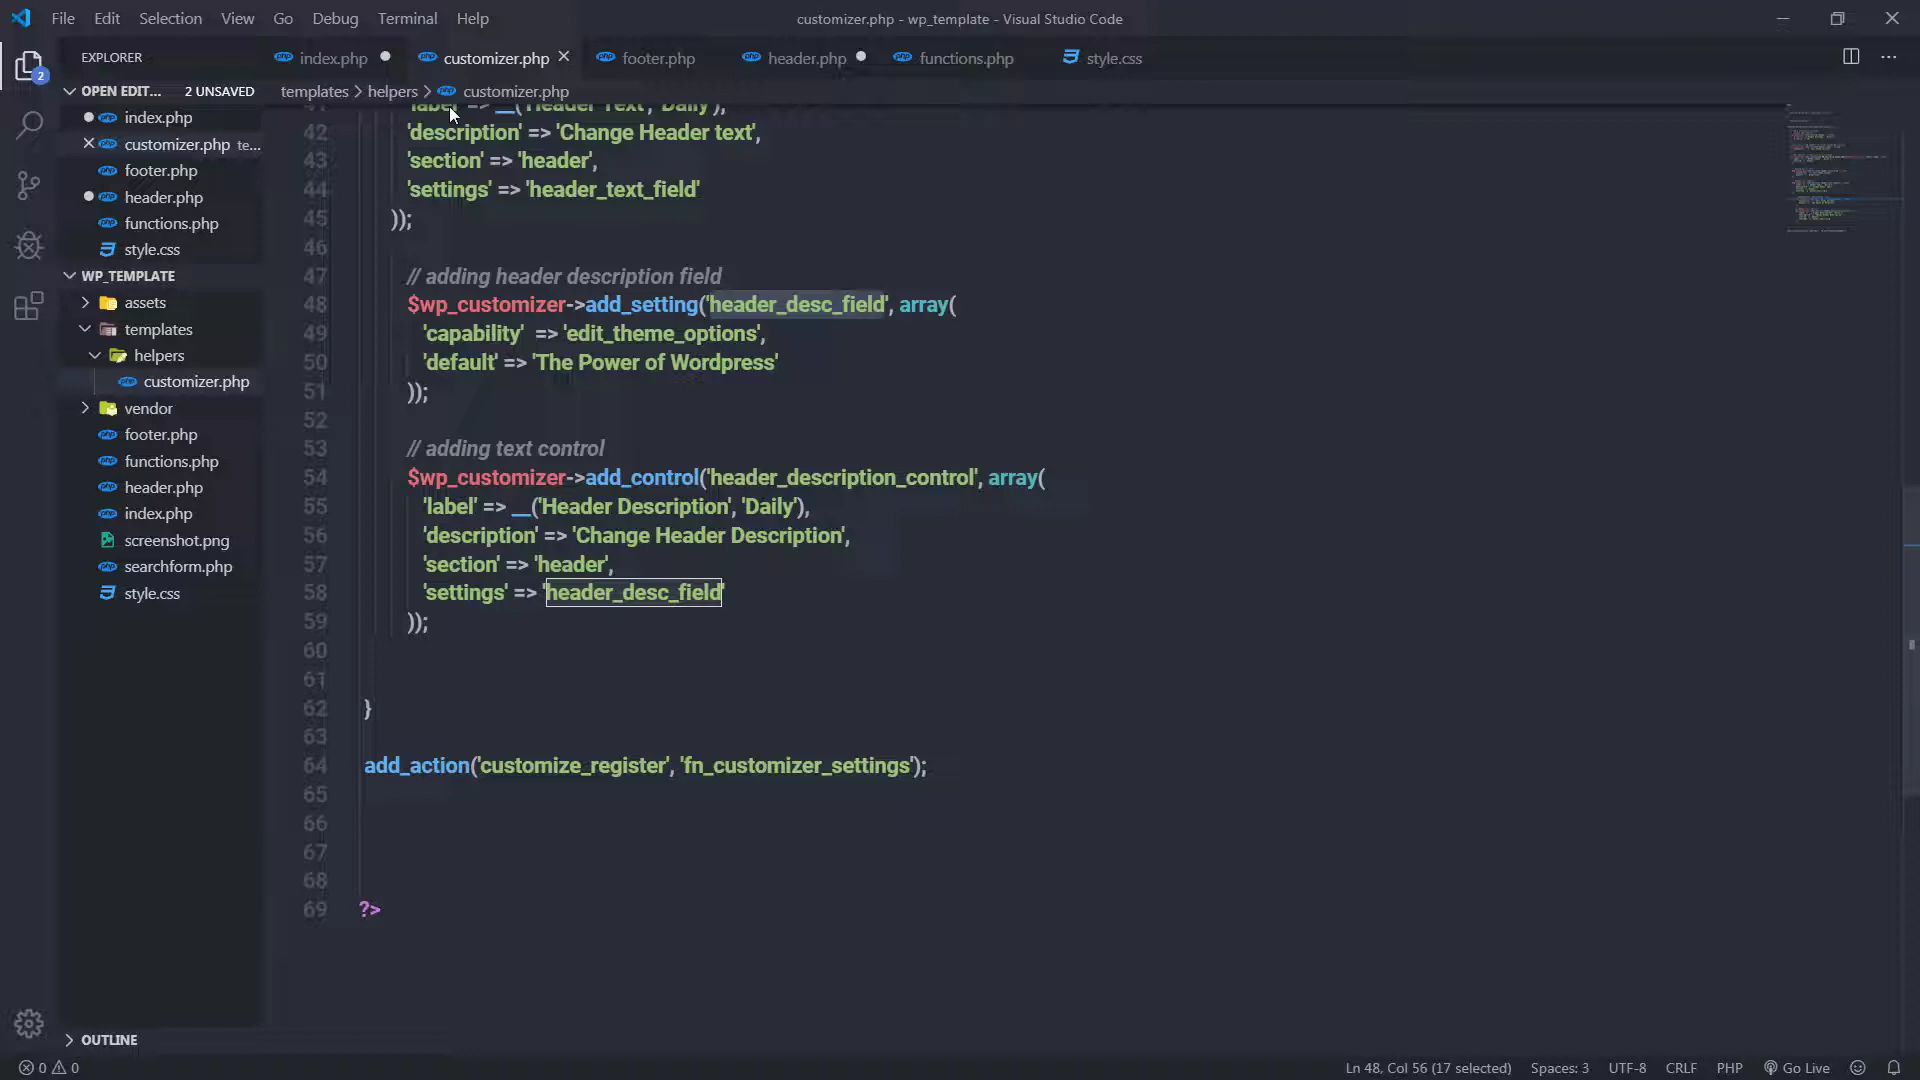 File Edit Selection View Go Debug Terminal Help
customizer.php - wp_template - Visual Studio Code
EXPLORER
index.php
customizer.php
footer.php
header.php
functions.php
style.css
2
OPEN EDIT... 2 UNSAVED
index.php
customizer.php te...
footer.php
header.php
functions.php
style.css
WP_TEMPLATE
assets
templates
helpers
customizer.php
vendor
footer.php
functions.php
header.php
index.php
screenshot.png
searchform.php
style.css
OUTLINE
templates > helpers > customizer.php
41 'label' => __('Header Text', 'Daily'),
42 'description' => 'Change Header text',
43 'section' => 'header',
44 'settings' => 'header_text_field'
45 ));
46
47 // adding header description field
48 $wp_customizer->add_setting('header_desc_field', array(
49 'capability' => 'edit_theme_options',
50 'default' => 'The Power of Wordpress'
51 ));
52
53 // adding text control
54 $wp_customizer->add_control('header_description_control', array(
55 'label' => __('Header Description', 'Daily'),
56 'description' => 'Change Header Description',
57 'section' => 'header',
58 'settings' => 'header_desc_field'
59 ));
60
61
62 }
63
64 add_action('customize_register', 'fn_customizer_settings');
65
66
67
68
69 ?>
0 0
Ln 48, Col 56 (17 selected) Spaces: 3 UTF-8 CRLF PHP Go Live